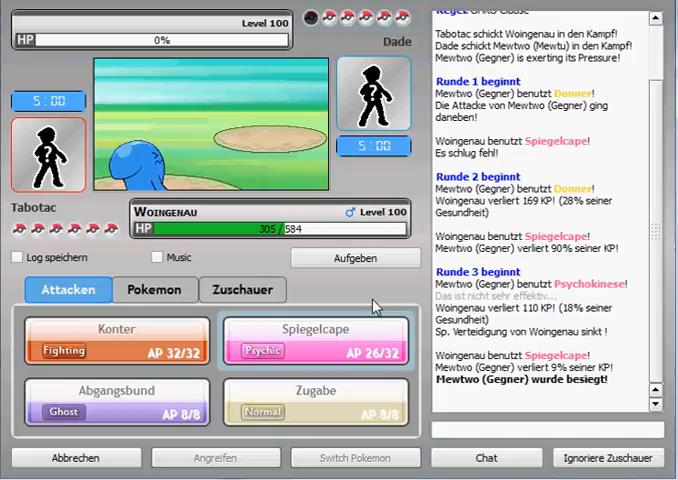 Level 100
HP
0%
Dade
5:00
5:00
Tabotac
WOINGENAU
Level 100
HP
305 / 584
Log speichern
Music
Aufgeben
Attacken
Pokemon
Zuschauer
Konter
Fighting
AP 32/32
Spiegelcape
Psychic
AP 26/32
Abgangsbund
Ghost
AP 8/8
Zugabe
Normal
AP 8/8
Abbrechen
Angreifen
Switch Pokemon
Tabotac schickt Woingenau in den Kampf!
Dade schickt Mewtwo (Mewtu) in den Kampf!
Mewtwo (Gegner) is exerting its Pressure!
Runde 1 beginnt
Mewtwo (Gegner) benutzt Donner!
Die Attacke von Mewtwo (Gegner) ging
daneben!
Woingenau benutzt Spiegelcape!
Es schlug fehl!
Runde 2 beginnt
Mewtwo (Gegner) benutzt Donner!
Woingenau verliert 169 KP! (28% seiner
Gesundheit)
Woingenau benutzt Spiegelcape!
Mewtwo (Gegner) verliert 90% seiner KP!
Runde 3 beginnt
Mewtwo (Gegner) benutzt Psychokinese!
Das ist nicht sehr effektiv...
Woingenau verliert 110 KP! (18% seiner
Gesundheit)
Sp. Verteidigung von Woingenau sinkt !
Woingenau benutzt Spiegelcape!
Mewtwo (Gegner) verliert 9% seiner KP!
Mewtwo (Gegner) wurde besiegt!
Chat
Ignoriere Zuschauer